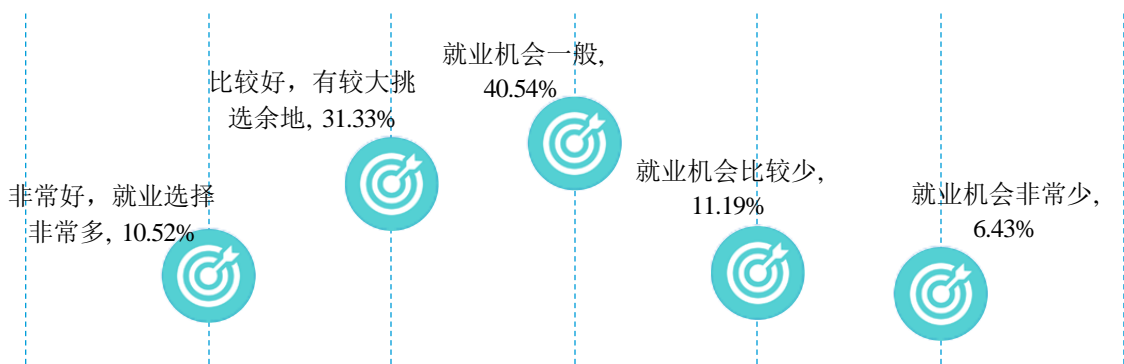 非常好，就业选择
非常多, 10.52%
比较好，有较大挑
选余地, 31.33%
就业机会一般,
40.54%
就业机会比较少,
11.19%
就业机会非常少,
6.43%